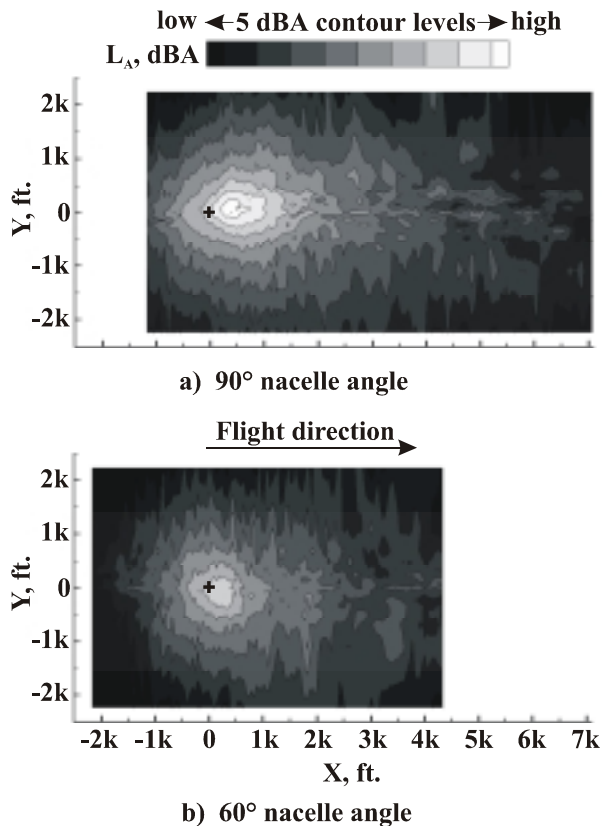 low 5 dBA contour levels high
L_A, dBA
2k
1k
0
-1k
-2k
Y, ft.
a) 90° nacelle angle
Flight direction
2k
1k
0
-1k
-2k
Y, ft.
-2k -1k 0 1k 2k 3k 4k 5k 6k 7k
X, ft.
b) 60° nacelle angle